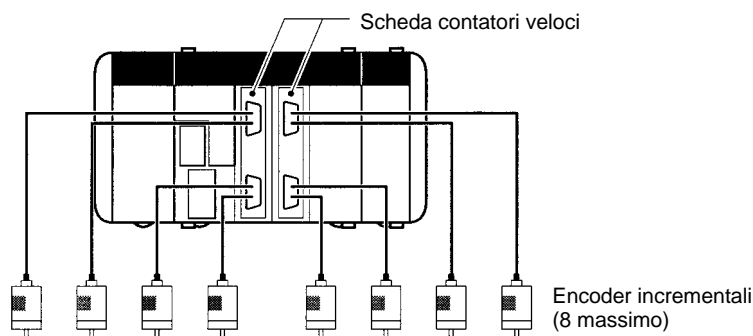 Scheda contatori veloci
Encoder incrementali
(8 massimo)